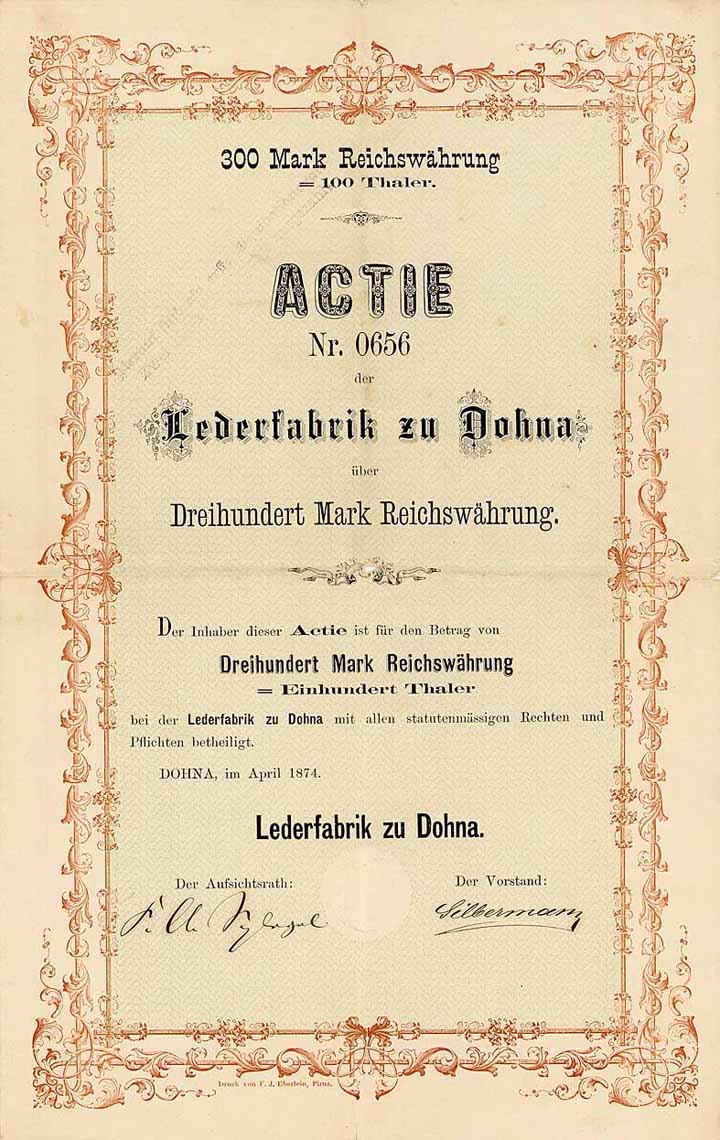 300 Mark Reichswährung
= 100 Thaler.
ACTIE
Nr. 0656
der
Lederfabrik zu Dohna
über
Dreihundert Mark Reichswährung.
Der Inhaber dieser Actie ist für den Betrag von
Dreihundert Mark Reichswährung
= Einhundert Thaler
bei der Lederfabrik zu Dohna mit allen statutenmässigen Rechten und
Pflichten betheiligt.
DOHNA, im April 1874.
Lederfabrik zu Dohna.
Der Aufsichtsrath:
Der Vorstand:
Silbermann
Druck von F. J. Eberlein, Pirna.